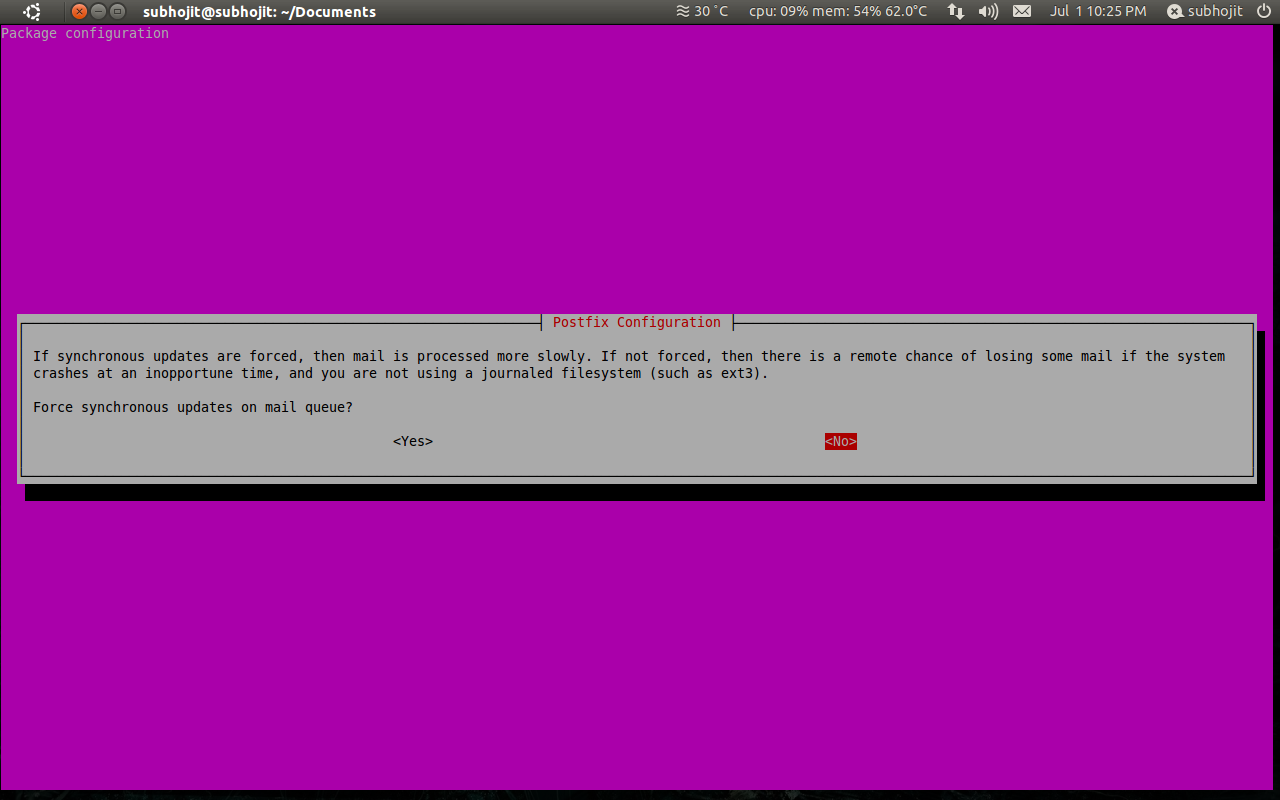 subhojit@subhojit: ~/Documents 30 °C cpu: 09% mem: 54% 62.0°C Jul 1 10:25 PM subhojit
Package configuration
Postfix Configuration
If synchronous updates are forced, then mail is processed more slowly. If not forced, then there is a remote chance of losing some mail if the system
crashes at an inopportune time, and you are not using a journaled filesystem (such as ext3).
Force synchronous updates on mail queue?
<Yes> <No>